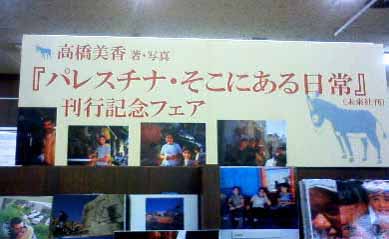 高橋美香 著・写真
『パレスチナ・そこにある日常』
(未來社刊)
刊行記念フェア